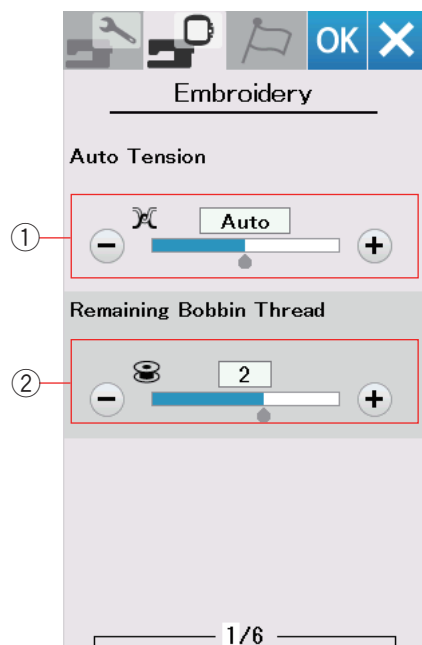 OK
Embroidery
Auto Tension
1
Auto
Remaining Bobbin Thread
2
2
1/6